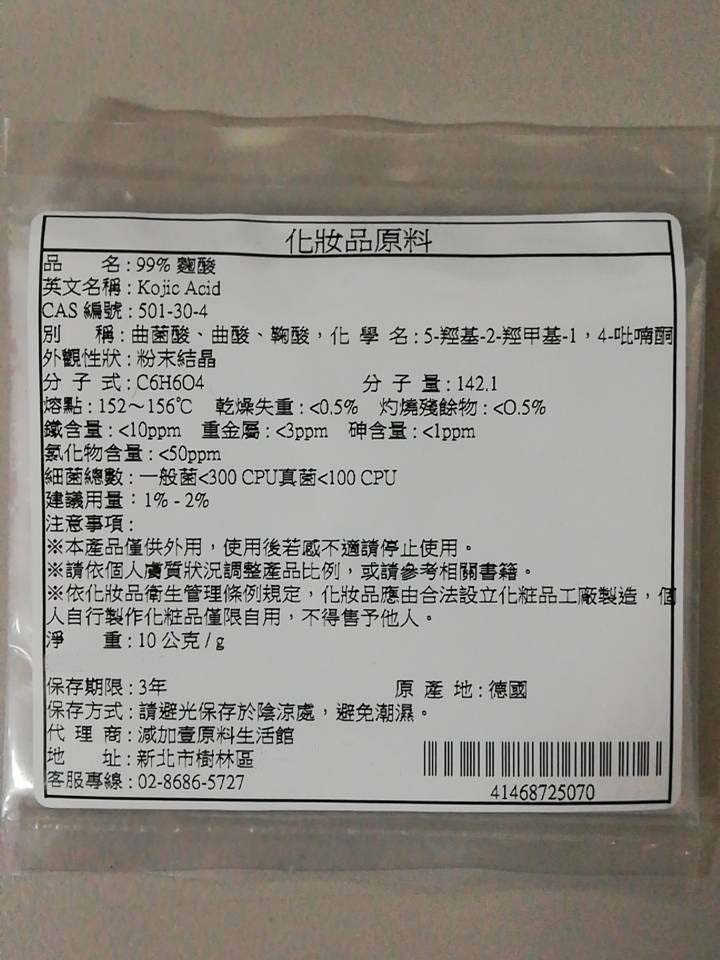 化妝品原料
品 名:99% 麴酸
英文名稱:Kojic Acid
CAS 編號:501-30-4
別 稱:曲菌酸、曲酸、鞠酸，化 學 名:5-羥基-2-羥甲基-1，4-吡喃酮
外觀性狀:粉末結晶
分 子 式:C6H6O4 分 子 量:142.1
熔點:152～156℃ 乾燥失重:<0.5% 灼燒殘餘物:<0.5%
鐵含量:<10ppm 重金屬:<3ppm 砷含量:<1ppm
氯化物含量:<50ppm
細菌總數:一般菌<300 CPU真菌<100 CPU
建議用量：1% - 2%
注意事項:
※本產品僅供外用，使用後若感不適請停止使用。
※請依個人膚質狀況調整產品比例，或請參考相關書籍。
※依化妝品衛生管理條例規定，化妝品應由合法設立化粧品工廠製造，個
人自行製作化粧品僅限自用，不得售予他人。
淨 重:10 公克/g
保存期限:3年 原 產 地:德國
保存方式:請避光保存於陰涼處，避免潮濕。
代 理 商:減加壹原料生活館
地 址:新北市樹林區
客服專線:02-8686-5727
41468725070